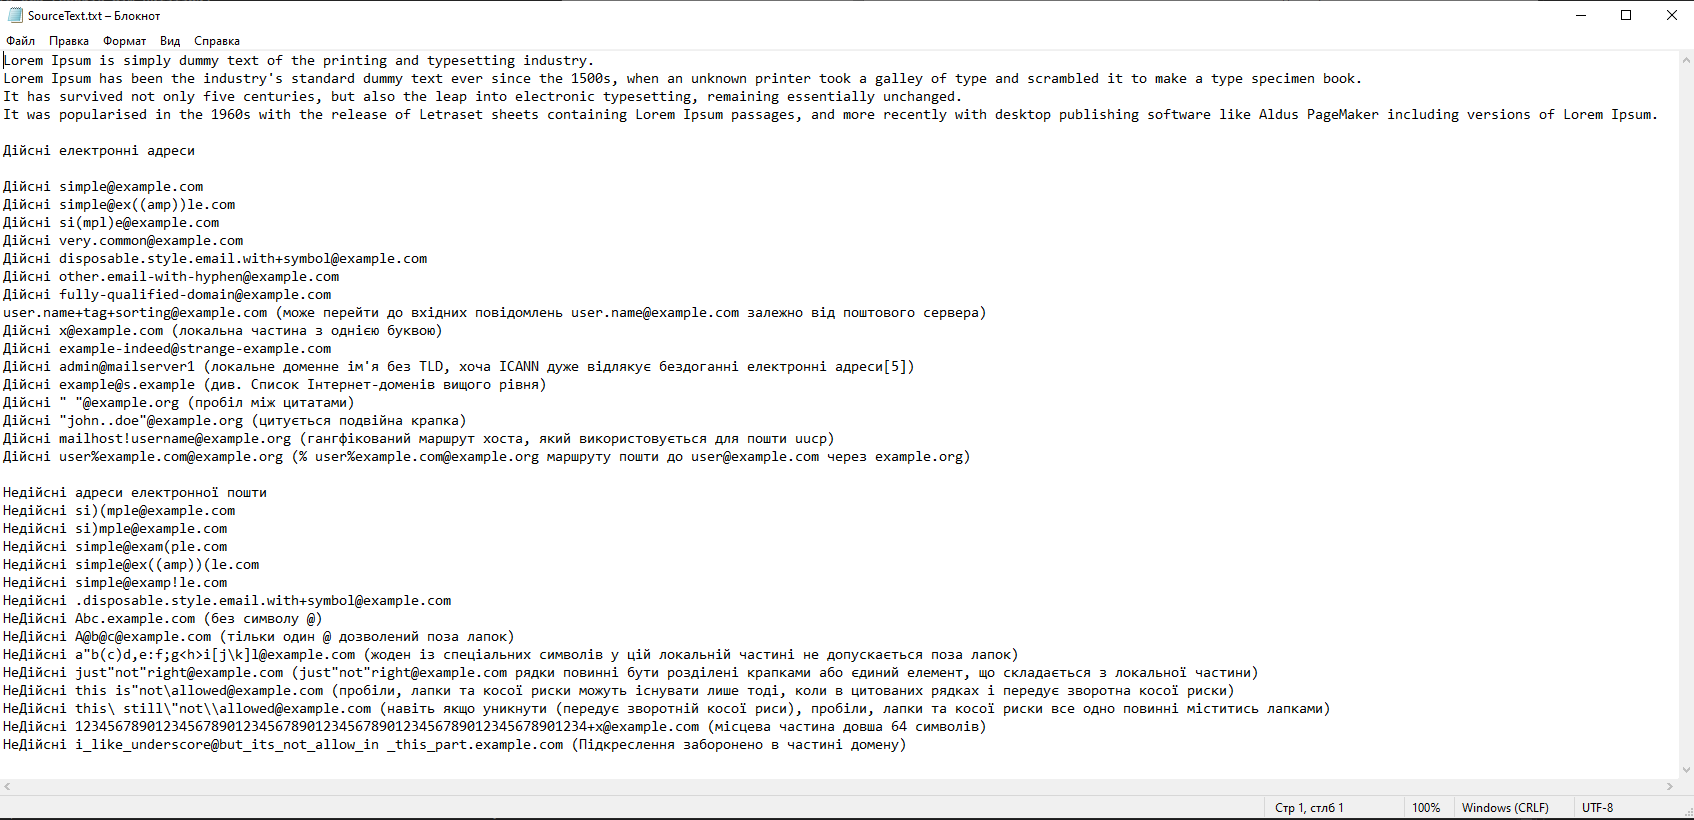 SourceText.txt – Блокнот
Файл Правка Формат Вид Справка
Lorem Ipsum is simply dummy text of the printing and typesetting industry.
Lorem Ipsum has been the industry's standard dummy text ever since the 1500s, when an unknown printer took a galley of type and scrambled it to make a type specimen book.
It has survived not only five centuries, but also the leap into electronic typesetting, remaining essentially unchanged.
It was popularised in the 1960s with the release of Letraset sheets containing Lorem Ipsum passages, and more recently with desktop publishing software like Aldus PageMaker including versions of Lorem Ipsum.
Дійсні електронні адреси
Дійсні simple@example.com
Дійсні simple@ex((amp))le.com
Дійсні si(mpl)e@example.com
Дійсні very.common@example.com
Дійсні disposable.style.email.with+symbol@example.com
Дійсні other.email-with-hyphen@example.com
Дійсні fully-qualified-domain@example.com
user.name+tag+sorting@example.com (може перейти до вхідних повідомлень user.name@example.com залежно від поштового сервера)
Дійсні x@example.com (локальна частина з однією буквою)
Дійсні example-indeed@strange-example.com
Дійсні admin@mailserver1 (локальне доменне ім'я без TLD, хоча ICANN дуже відлякує бездоганні електронні адреси[5])
Дійсні example@s.example (див. Список Інтернет-доменів вищого рівня)
Дійсні " "@example.org (пробіл між цитатами)
Дійсні "john..doe"@example.org (цитується подвійна крапка)
Дійсні mailhost!username@example.org (гангфікований маршрут хоста, який використовується для пошти uucp)
Дійсні user%example.com@example.org (% user%example.com@example.org маршруту пошти до user@example.com через example.org)
Недійсні адреси електронної пошти
Недійсні si)(mple@example.com
Недійсні si)mple@example.com
Недійсні simple@exam(ple.com
Недійсні simple@ex((amp))(le.com
Недійсні simple@examp!le.com
Недійсні .disposable.style.email.with+symbol@example.com
НеДійсні Abc.example.com (без символу @)
НеДійсні A@b@c@example.com (тільки один @ дозволений поза лапок)
НеДійсні a"b(c)d,e:f;g<h>i[j\k]l@example.com (жоден із спеціальних символів у цій локальній частині не допускається поза лапок)
НеДійсні just"not"right@example.com (just"not"right@example.com рядки повинні бути розділені крапками або єдиний елемент, що складається з локальної частини)
НеДійсні this is"not\allowed@example.com (пробіли, лапки та косої риски можуть існувати лише тоді, коли в цитованих рядках і передує зворотна косої риски)
НеДійсні this\ still\"not\\allowed@example.com (навіть якщо уникнути (передує зворотній косої риси), пробіли, лапки та косої риски все одно повинні міститись лапками)
НеДійсні 1234567890123456789012345678901234567890123456789012345678901234+x@example.com (місцева частина довша 64 символів)
НеДійсні i_like_underscore@but_its_not_allow_in _this_part.example.com (Підкреслення заборонено в частині домену)
Стр 1, стлб 1 100% Windows (CRLF) UTF-8